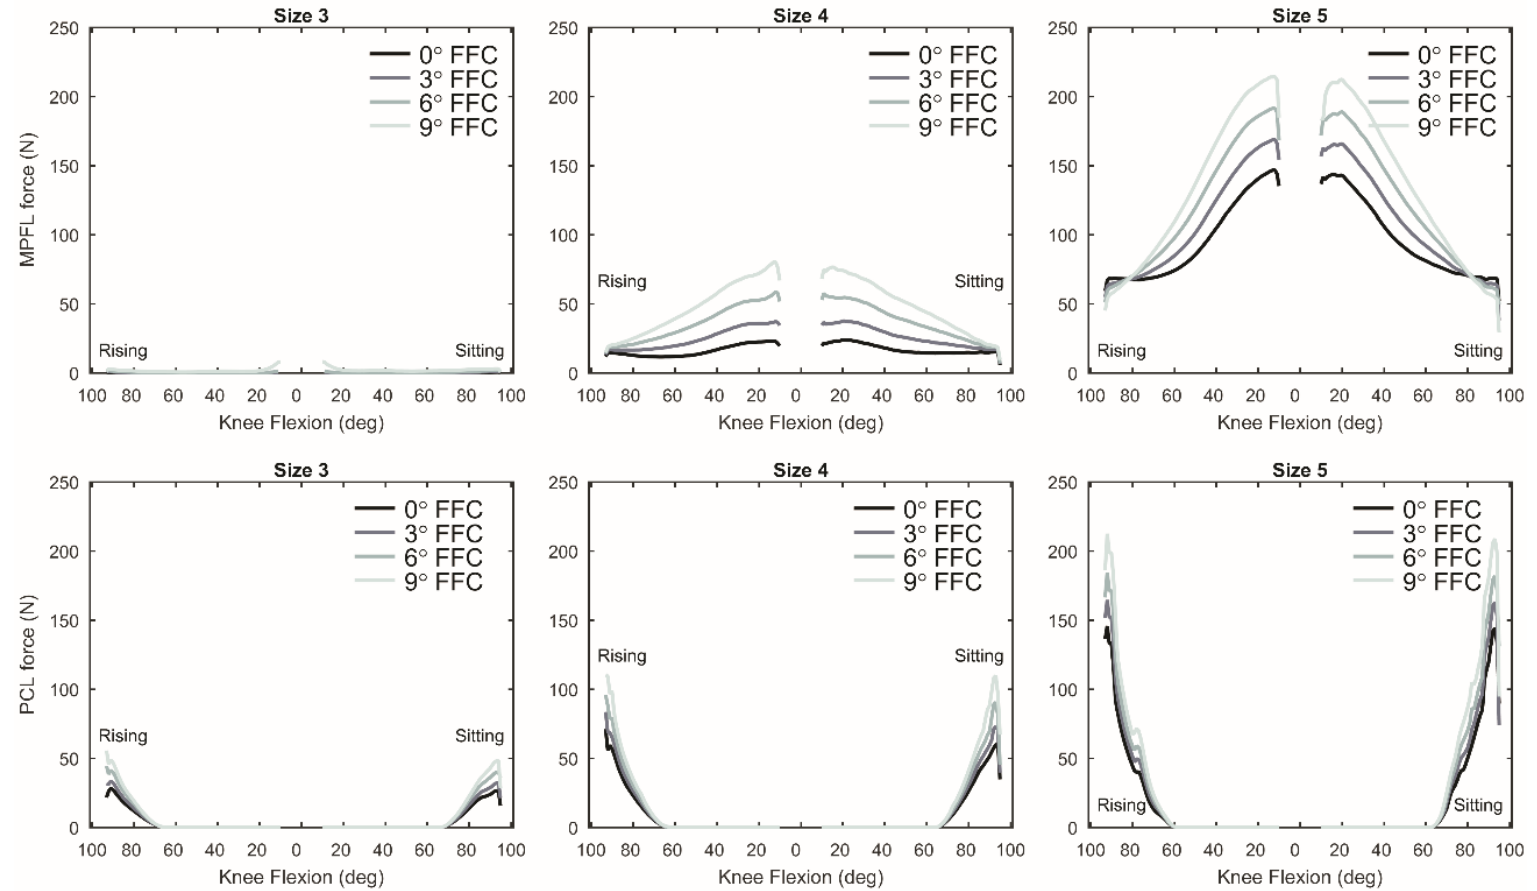 Size 3
250
200
150
100
50
0
MPFL force (N)
0° FFC
3° FFC
6° FFC
9° FFC
Rising
Sitting
100 80 60 40 20 0 20 40 60 80 100
Knee Flexion (deg)
Size 4
250
200
150
100
50
0
0° FFC
3° FFC
6° FFC
9° FFC
Rising
Sitting
100 80 60 40 20 0 20 40 60 80 100
Knee Flexion (deg)
Size 5
250
200
150
100
50
0
0° FFC
3° FFC
6° FFC
9° FFC
Rising
Sitting
100 80 60 40 20 0 20 40 60 80 100
Knee Flexion (deg)
Size 3
250
200
150
100
50
0
PCL force (N)
0° FFC
3° FFC
6° FFC
9° FFC
Rising
Sitting
100 80 60 40 20 0 20 40 60 80 100
Knee Flexion (deg)
Size 4
250
200
150
100
50
0
0° FFC
3° FFC
6° FFC
9° FFC
Rising
Sitting
100 80 60 40 20 0 20 40 60 80 100
Knee Flexion (deg)
Size 5
250
200
150
100
50
0
0° FFC
3° FFC
6° FFC
9° FFC
Rising
Sitting
100 80 60 40 20 0 20 40 60 80 100
Knee Flexion (deg)